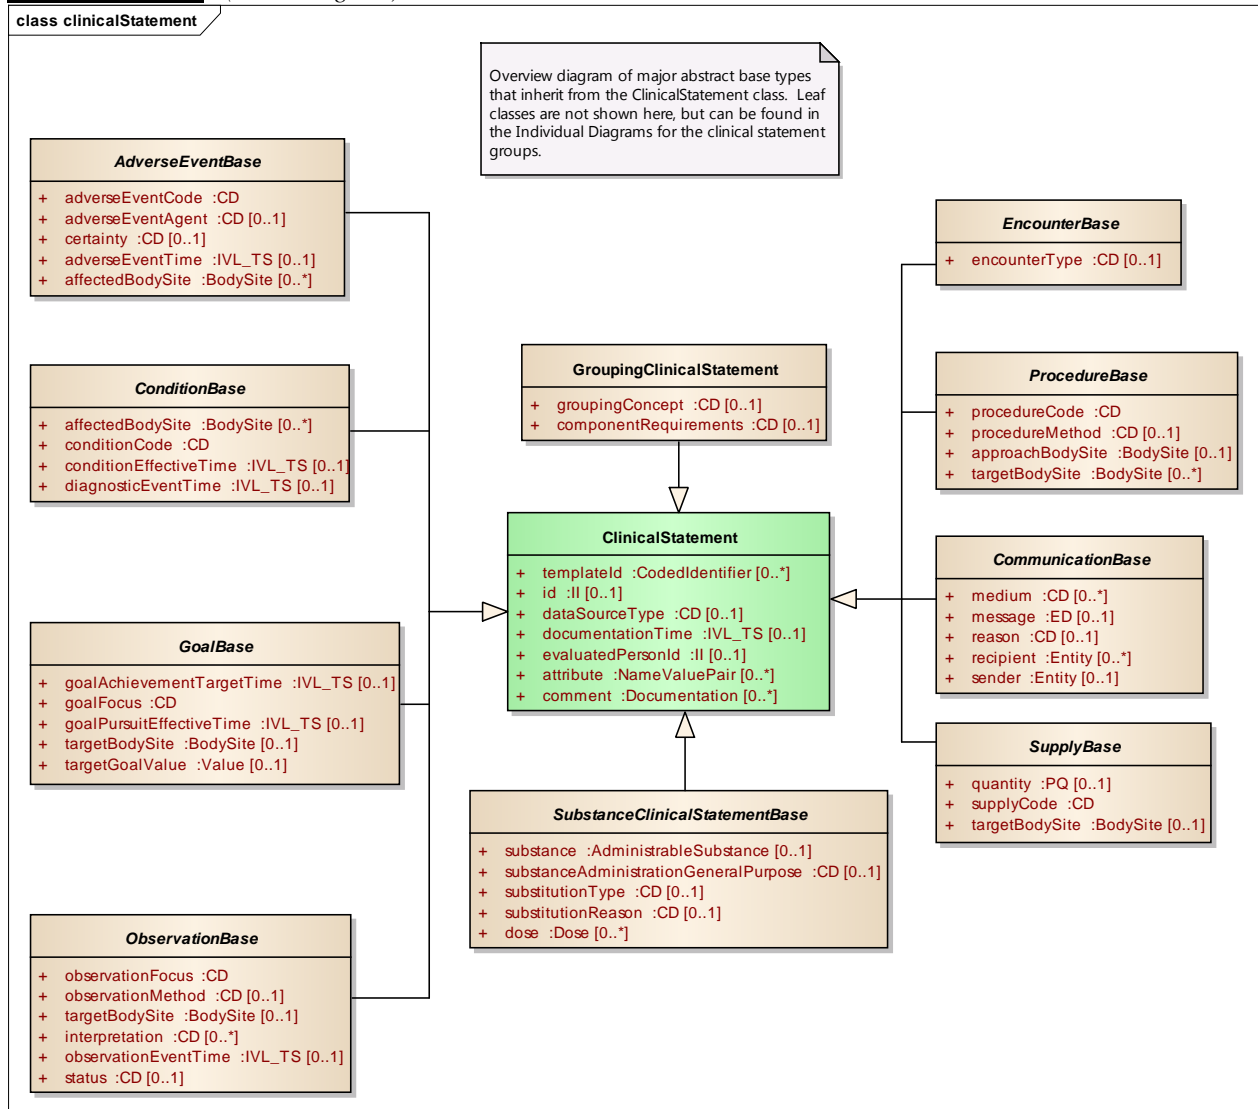 class clinicalStatement
Overview diagram of major abstract base types
that inherit from the ClinicalStatement class.  Leaf
classes are not shown here, but can be found in
the Individual Diagrams for the clinical statement
groups.
AdverseEventBase
+ adverseEventCode :CD
+ adverseEventAgent :CD [0..1]
+ certainty :CD [0..1]
+ adverseEventTime :IVL_TS [0..1]
+ affectedBodySite :BodySite [0..*]
EncounterBase
+ encounterType :CD [0..1]
GroupingClinicalStatement
+ groupingConcept :CD [0..1]
+ componentRequirements :CD [0..1]
ConditionBase
+ affectedBodySite :BodySite [0..*]
+ conditionCode :CD
+ conditionEffectiveTime :IVL_TS [0..1]
+ diagnosticEventTime :IVL_TS [0..1]
ProcedureBase
+ procedureCode :CD
+ procedureMethod :CD [0..1]
+ approachBodySite :BodySite [0..1]
+ targetBodySite :BodySite [0..*]
ClinicalStatement
+ templateId :CodedIdentifier [0..*]
+ id :II [0..1]
+ dataSourceType :CD [0..1]
+ documentationTime :IVL_TS [0..1]
+ evaluatedPersonId :II [0..1]
+ attribute :NameValuePair [0..*]
+ comment :Documentation [0..*]
CommunicationBase
+ medium :CD [0..*]
+ message :ED [0..1]
+ reason :CD [0..1]
+ recipient :Entity [0..*]
+ sender :Entity [0..1]
GoalBase
+ goalAchievementTargetTime :IVL_TS [0..1]
+ goalFocus :CD
+ goalPursuitEffectiveTime :IVL_TS [0..1]
+ targetBodySite :BodySite [0..1]
+ targetGoalValue :Value [0..1]
SupplyBase
+ quantity :PQ [0..1]
+ supplyCode :CD
+ targetBodySite :BodySite [0..1]
SubstanceClinicalStatementBase
+ substance :AdministrableSubstance [0..1]
+ substanceAdministrationGeneralPurpose :CD [0..1]
+ substitutionType :CD [0..1]
+ substitutionReason :CD [0..1]
+ dose :Dose [0..*]
ObservationBase
+ observationFocus :CD
+ observationMethod :CD [0..1]
+ targetBodySite :BodySite [0..1]
+ interpretation :CD [0..*]
+ observationEventTime :IVL_TS [0..1]
+ status :CD [0..1]